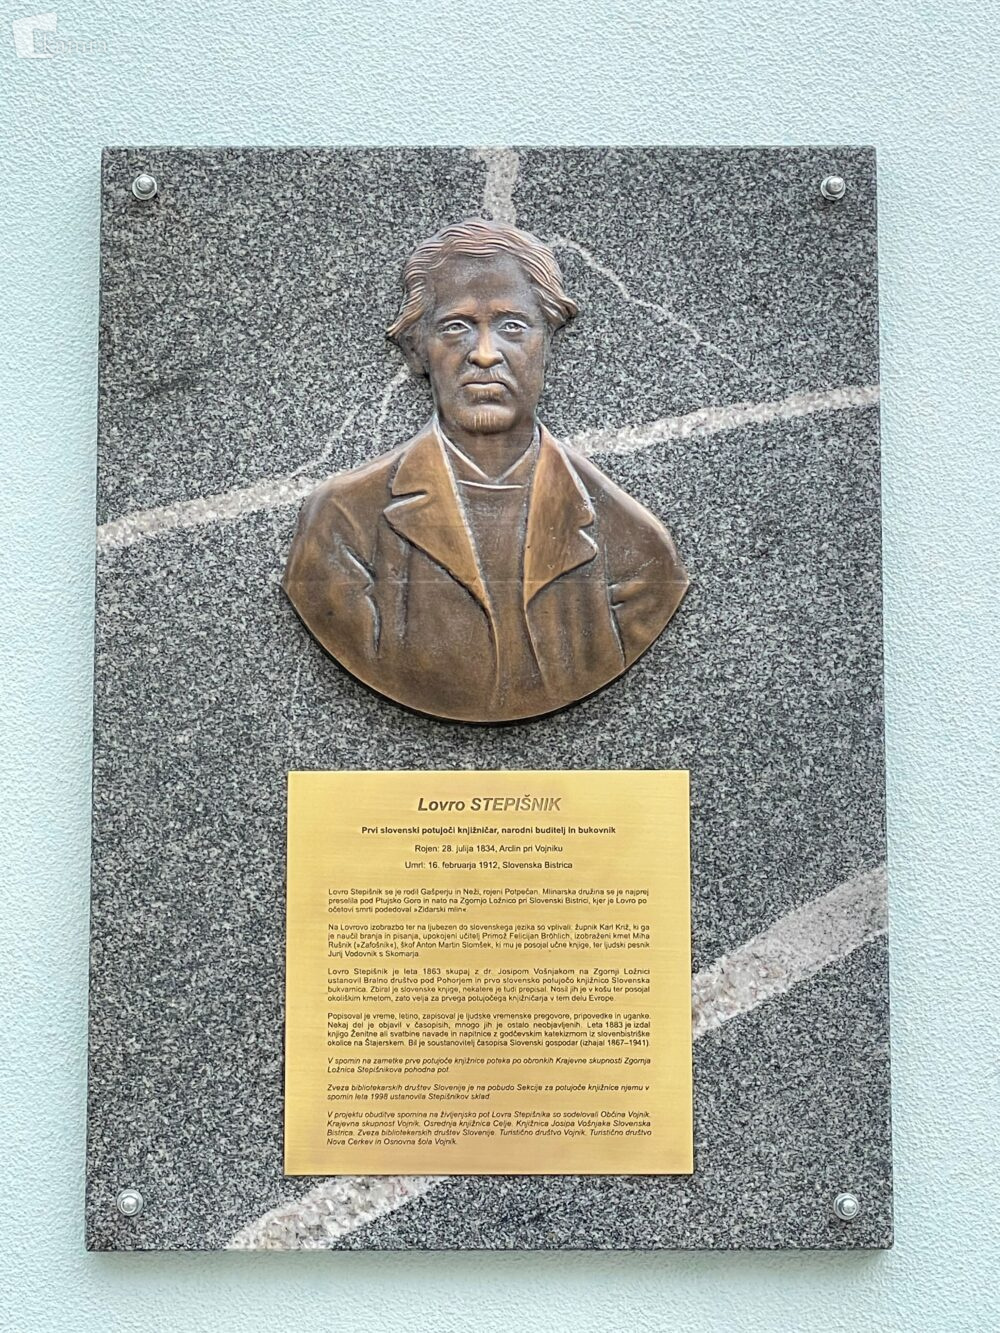 Lovro STEPIŠNIK
Prvi slovenski potujoči knjižničar, narodni buditelj in bukovnik
Rojen: 28. julija 1834, Arclin pri Vojniku
Umrl: 16. februarja 1912, Slovenska Bistrica
Lovro Stepišnik se je rodil Gašperju in Neži, rojeni Potpečan. Mlinarska družina se je najprej
preselila pod Ptujsko Goro in nato na Zgornjo Ložnico pri Slovenski Bistrici, kjer je Lovro po
očetovi smrti podedoval »Zidarski mlin«.
Na Lovrovo izobrazbo ter na ljubezen do slovenskega jezika so vplivali: župnik Karl Križ, ki ga
je naučil branja in pisanja, upokojeni učitelj Primož Felicijan Bröhlich, izobraženi kmet Miha
Rušnik (»Zafošnik«), škof Anton Martin Slomšek, ki mu je posojal učne knjige, ter ljudski pesnik
Jurij Vodovnik s Skomarja.
Lovro Stepišnik je leta 1863 skupaj z dr. Josipom Vošnjakom na Zgornji Ložnici
ustanovil Bralno društvo pod Pohorjem in prvo slovensko potujočo knjižnico Slovenska
bukvarnica. Zbiral je slovenske knjige, nekatere je tudi prepisal. Nosil jih je v košu ter posojal
okoliškim kmetom, zato velja za prvega potujočega knjižničarja v tem delu Evrope.
Popisoval je vreme, letino, zapisoval je ljudske vremenske pregovore, pripovedke in uganke.
Nekaj del je objavil v časopisih, mnogo jih je ostalo neobjavljenih. Leta 1883 je izdal
knjigo Ženitne ali svatbine navade in napitnice z godčevskim katekizmom iz slovenbistriške
okolice na Štajerskem. Bil je soustanovitelj časopisa Slovenski gospodar (izhajal 1867–1941).
V spomin na zametke prve potujoče knjižnice poteka po obronkih Krajevne skupnosti Zgornja
Ložnica Stepišnikova pohodna pot.
Zveza bibliotekarskih društev Slovenije je na pobudo Sekcije za potujoče knjižnice njemu v
spomin leta 1998 ustanovila Stepišnikov sklad.
V projektu obuditve spomina na življenjsko pot Lovra Stepišnika so sodelovali Občina Vojnik,
Krajevna skupnost Vojnik, Osrednja knjižnica Celje, Knjižnica Josipa Vošnjaka Slovenska
Bistrica, Zveza bibliotekarskih društev Slovenije, Turistično društvo Vojnik, Turistično društvo
Nova Cerkev in Osnovna šola Vojnik.